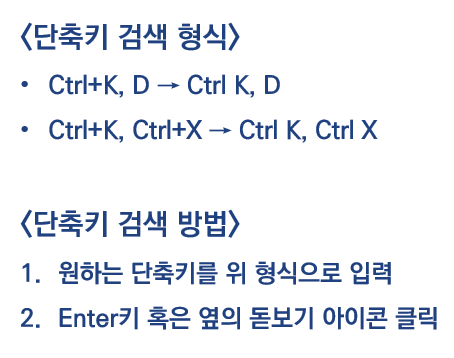 <단축키 검색 형식>
• Ctrl+K, D → Ctrl K, D
• Ctrl+K, Ctrl+X → Ctrl K, Ctrl X
<단축키 검색 방법>
1. 원하는 단축키를 위 형식으로 입력
2. Enter키 혹은 옆의 돋보기 아이콘 클릭